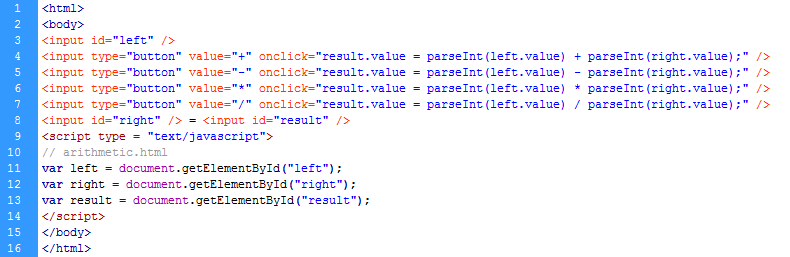 1 <html>
2 <body>
3 <input id="left" />
4 <input type="button" value="+" onclick="result.value = parseInt(left.value) + parseInt(right.value);" />
5 <input type="button" value="-" onclick="result.value = parseInt(left.value) - parseInt(right.value);" />
6 <input type="button" value="*" onclick="result.value = parseInt(left.value) * parseInt(right.value);" />
7 <input type="button" value="/" onclick="result.value = parseInt(left.value) / parseInt(right.value);" />
8 <input id="right" /> = <input id="result" />
9 <script type = "text/javascript">
10 // arithmetic.html
11 var left = document.getElementById("left");
12 var right = document.getElementById("right");
13 var result = document.getElementById("result");
14 </script>
15 </body>
16 </html>